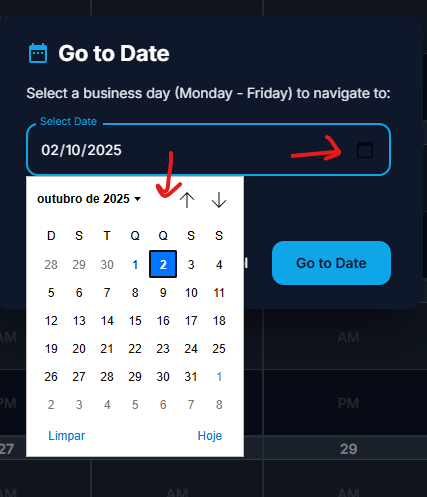 Go to Date
Select a business day (Monday - Friday) to navigate to:
Select Date
02/10/2025
outubro de 2025
D S T Q Q S S
28 29 30 1 2 3 4
5 6 7 8 9 10 11
12 13 14 15 16 17 18
19 20 21 22 23 24 25
26 27 28 29 30 31 1
2 3 4 5 6 7 8
Limpar Hoje
Go to Date
AM
PM PM
27 29